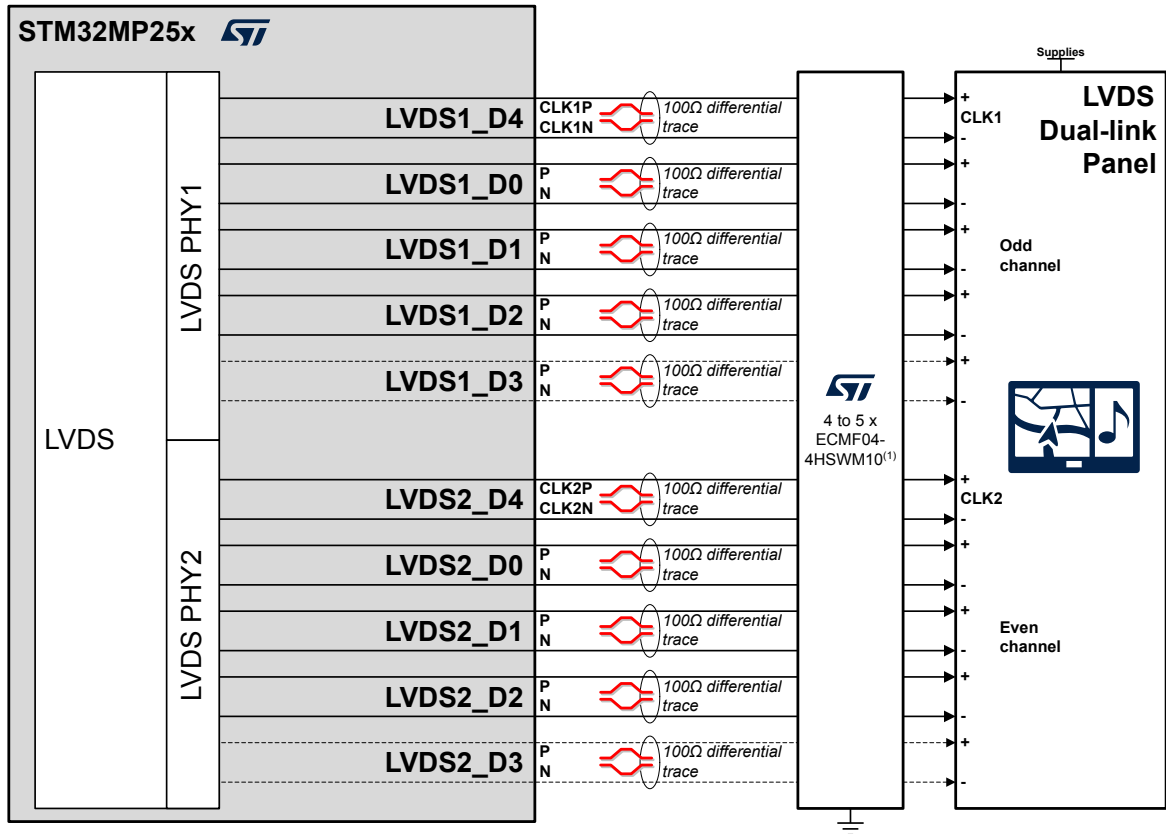 STM32MP25x
ST
Supplies
LVDS
Dual-link
Panel
LVDS
LVDS PHY1
LVDS PHY2
LVDS1_D4
CLK1P
CLK1N
100Ω differential
trace
+
CLK1
-
LVDS1_D0
P
N
100Ω differential
trace
+
-
LVDS1_D1
P
N
100Ω differential
trace
+
-
Odd
channel
LVDS1_D2
P
N
100Ω differential
trace
+
-
LVDS1_D3
P
N
100Ω differential
trace
+
-
ST
4 to 5 x
ECMF04-
4HSWM10(1)
LVDS2_D4
CLK2P
CLK2N
100Ω differential
trace
+
CLK2
-
LVDS2_D0
P
N
100Ω differential
trace
+
-
LVDS2_D1
P
N
100Ω differential
trace
+
-
Even
channel
LVDS2_D2
P
N
100Ω differential
trace
+
-
LVDS2_D3
P
N
100Ω differential
trace
+
-